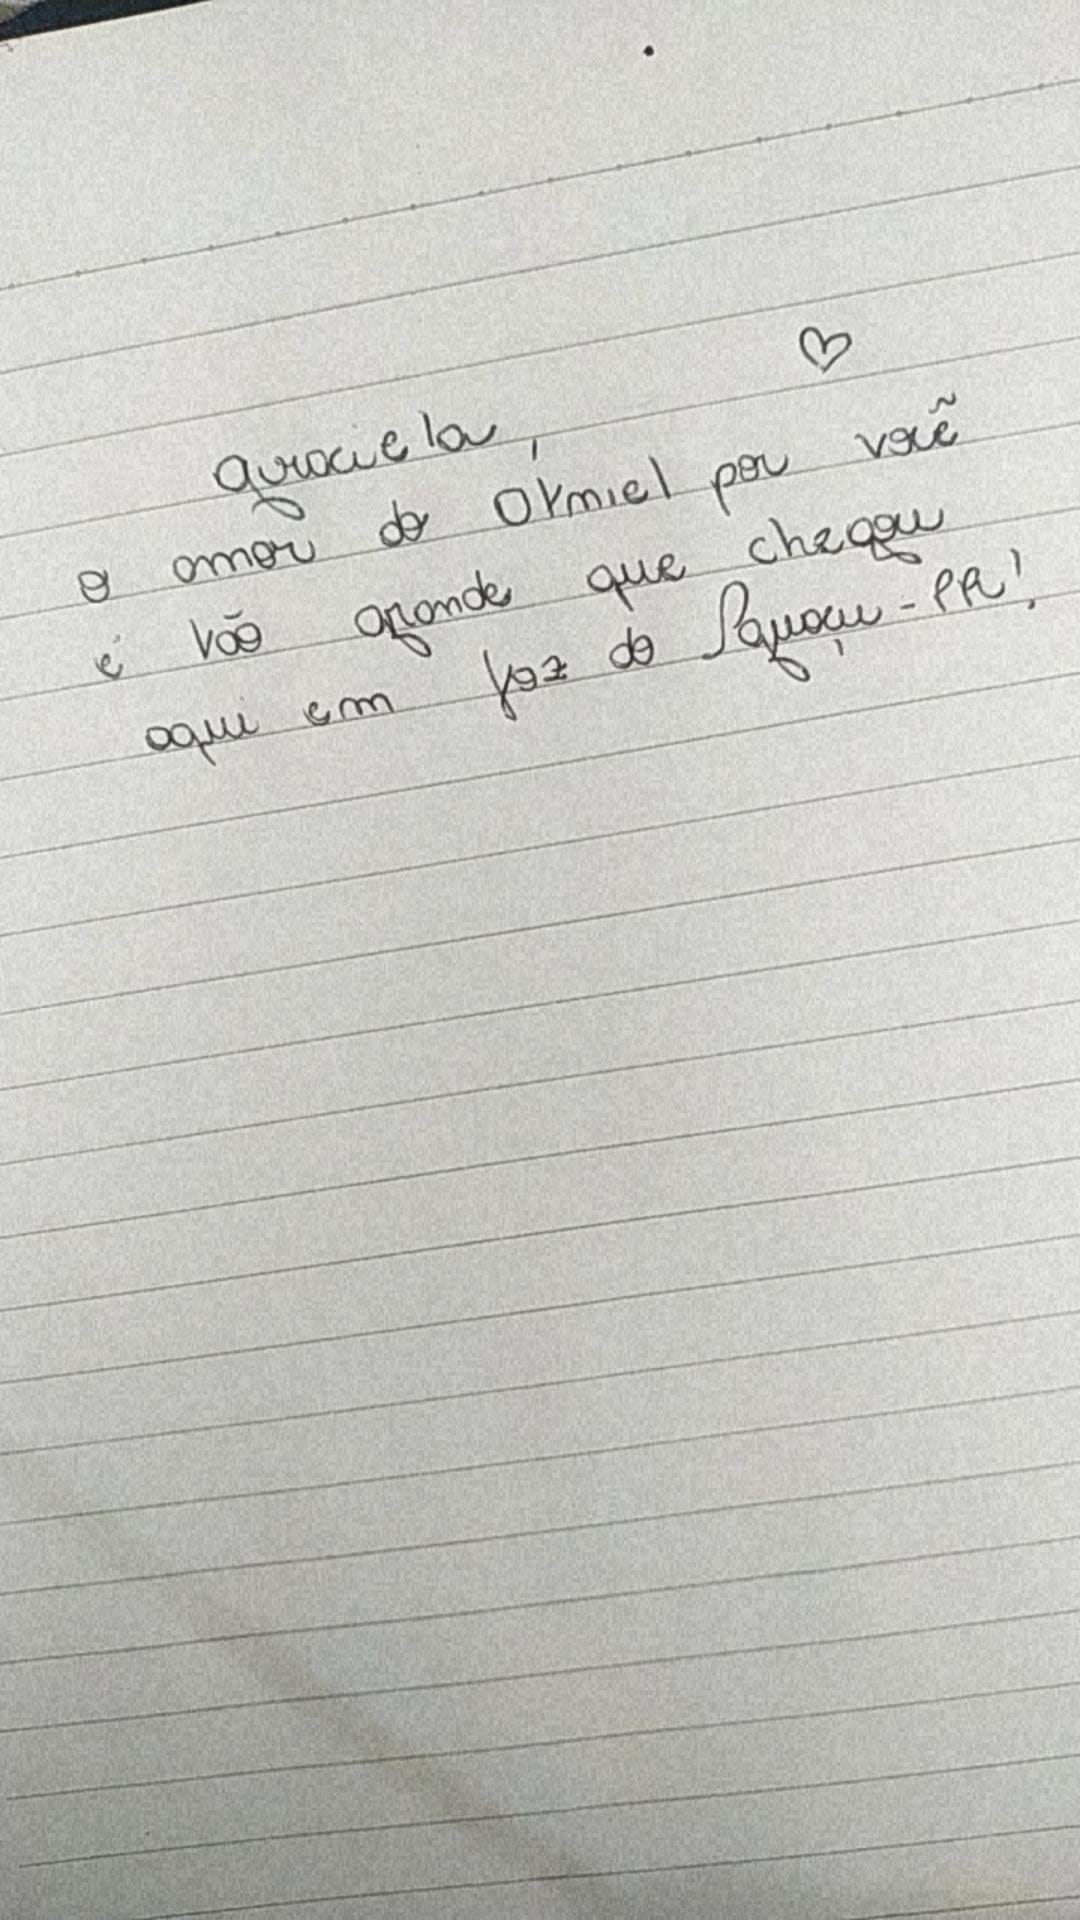 ♡
graciela,
o amor do Otmiel por você
é tão grande que chegou
aqui em foz do Iguaçu-PR!